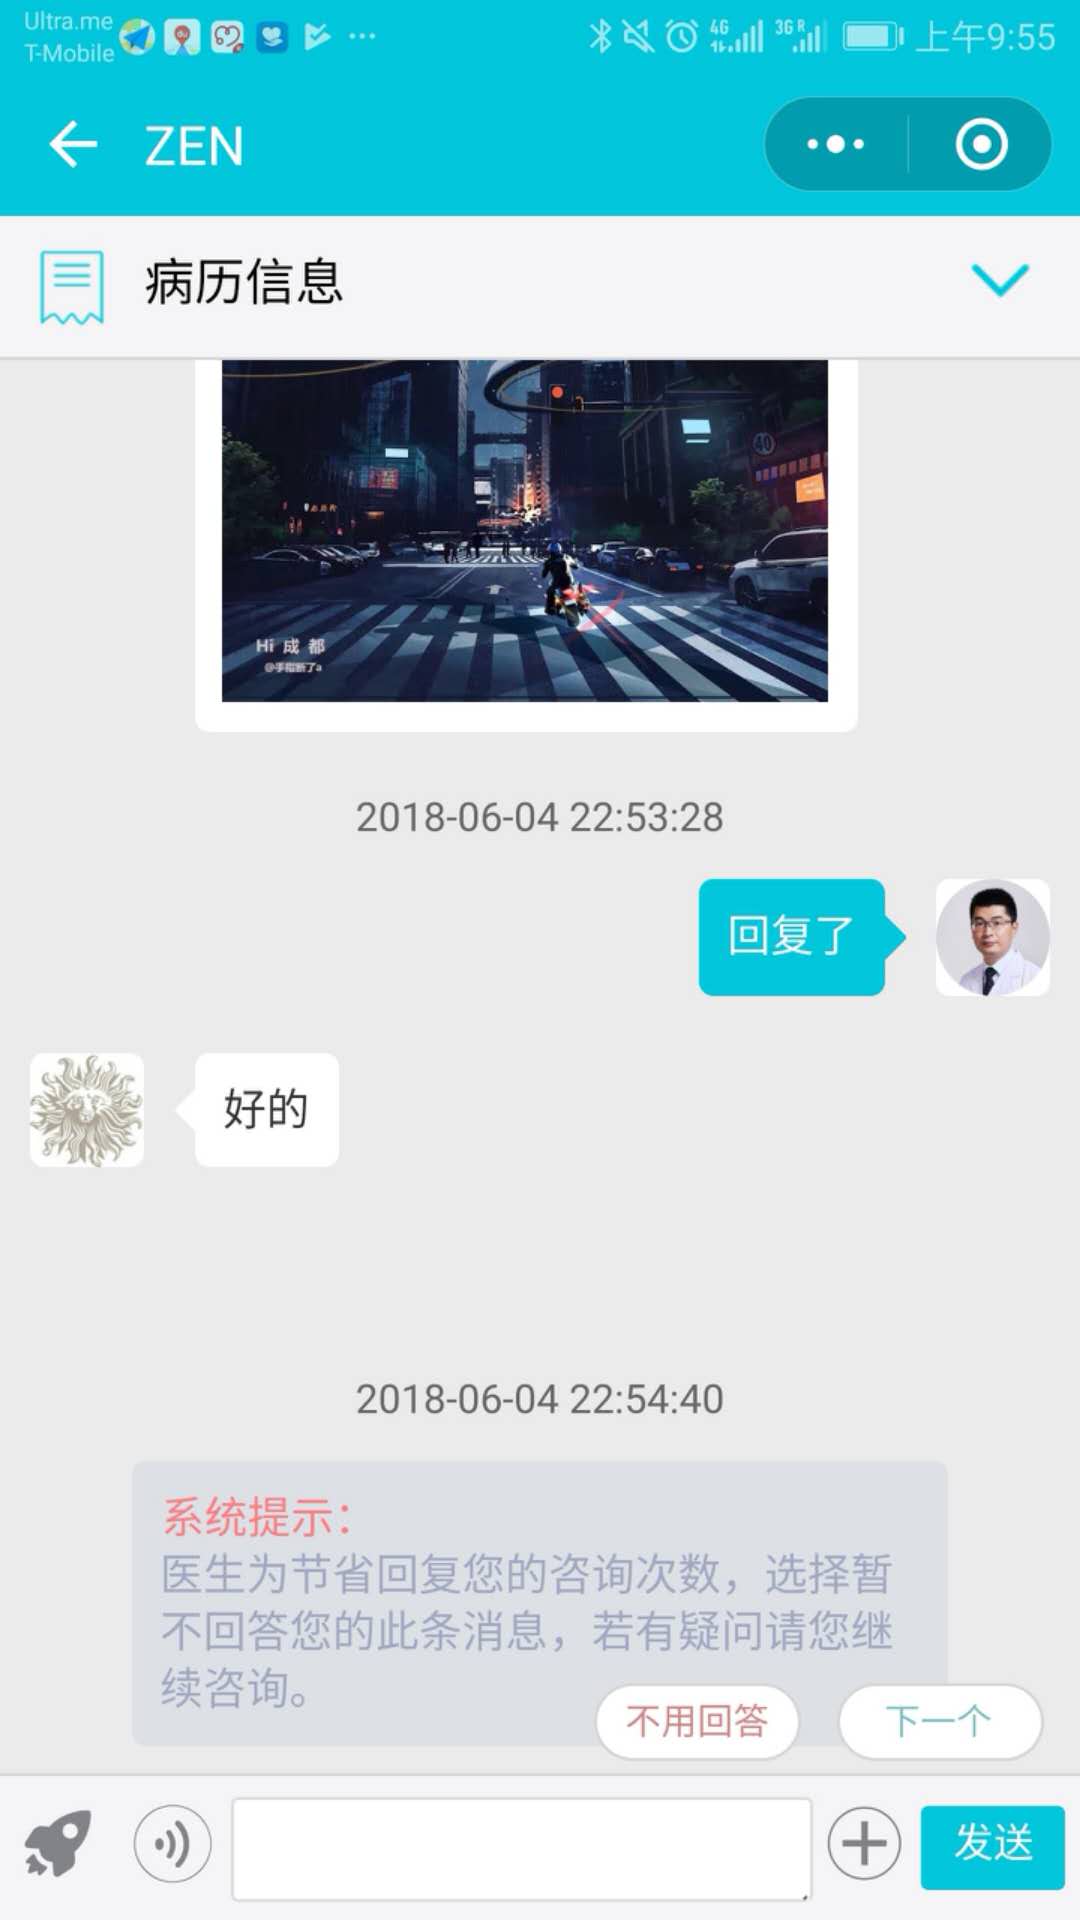 Ultra.me
T-Mobile
4G
3G R
上午9:55
ZEN
病历信息
40
Hi 成 都
@手指断了a
2018-06-04 22:53:28
回复了
好的
2018-06-04 22:54:40
系统提示：
医生为节省回复您的咨询次数，选择暂
不回答您的此条消息，若有疑问请您继
续咨询。
不用回答
下一个
发送